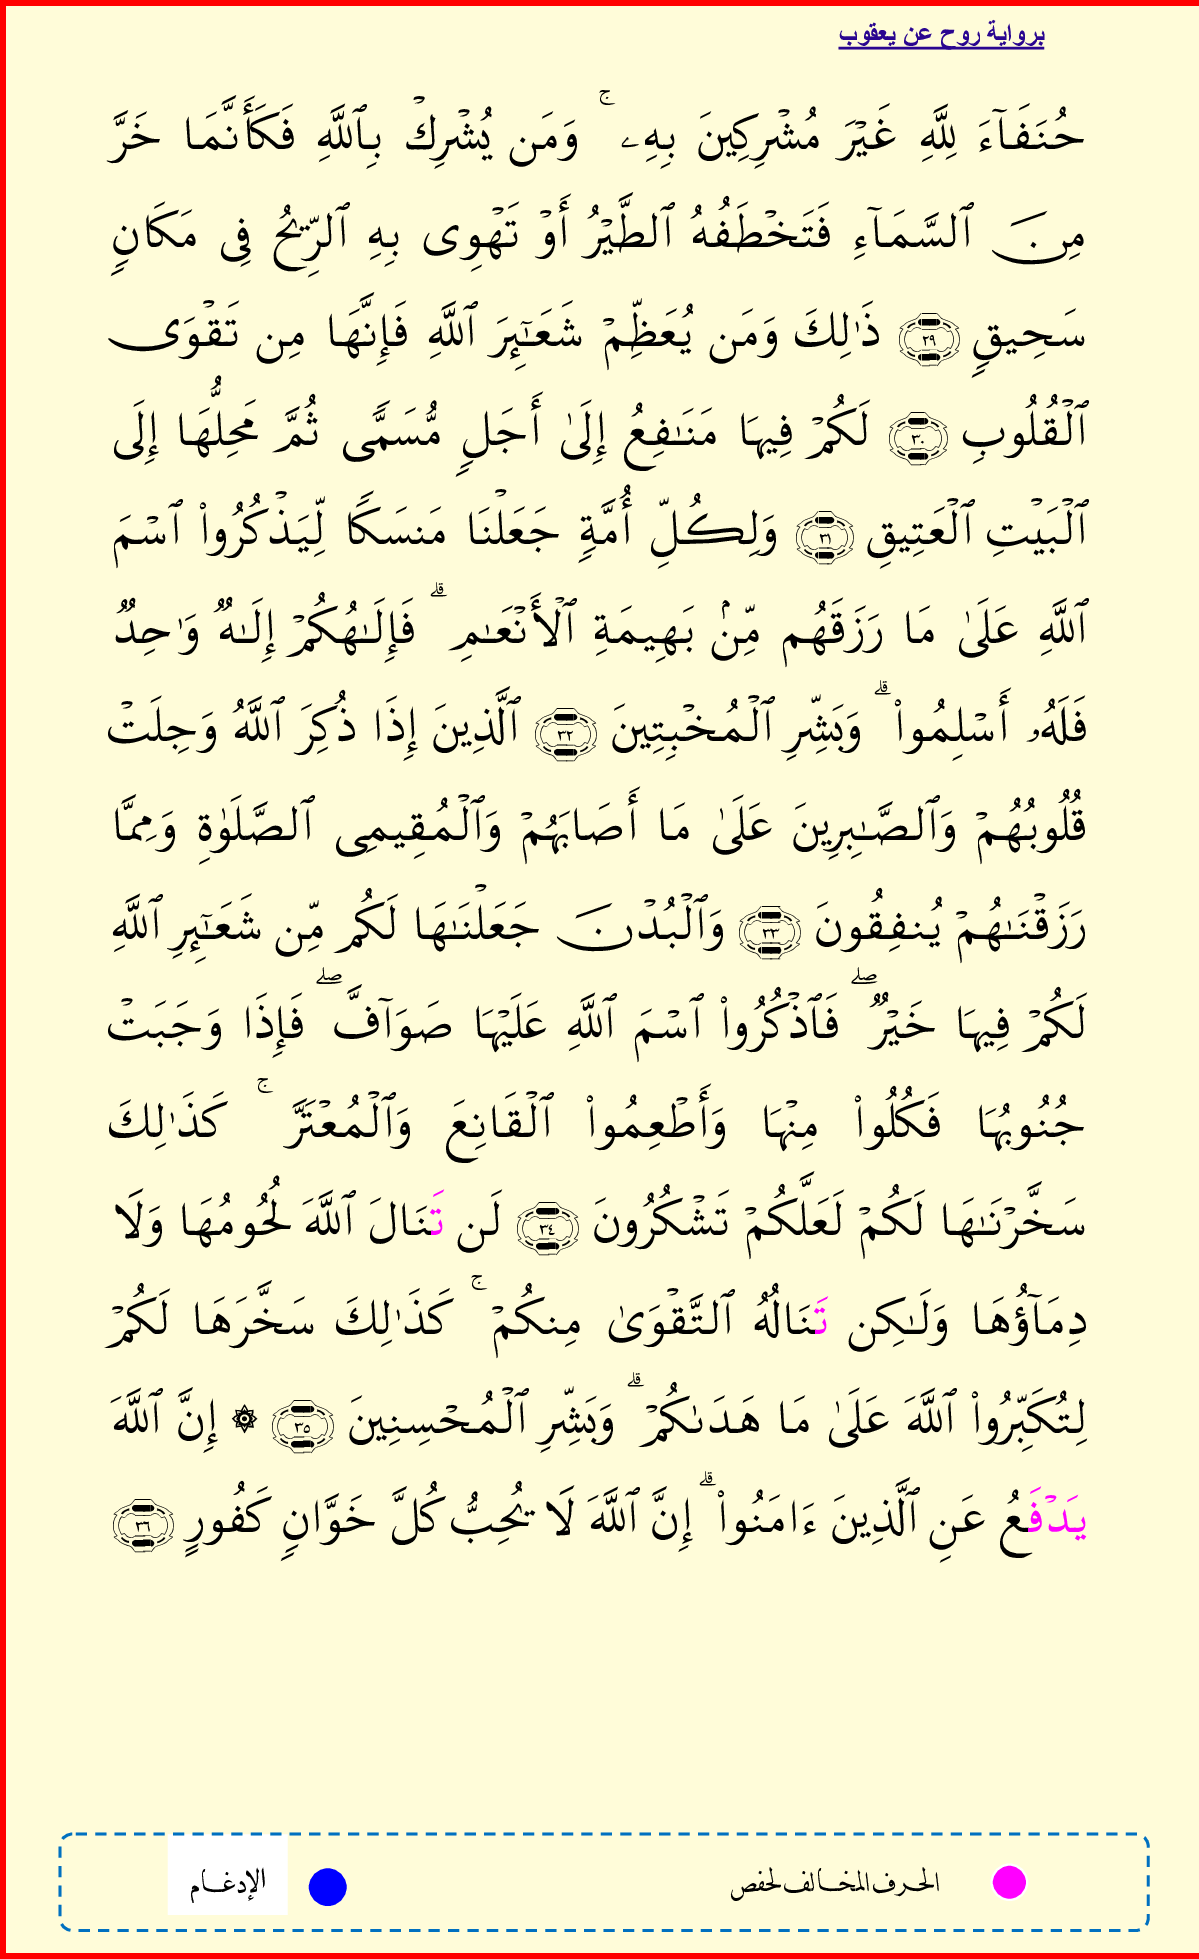 برواية روح عن يعقوب
حُنَفَآءَ لِلَّهِ غَيۡرَ مُشۡرِكِينَ بِهِۦۚ وَمَن يُشۡرِكۡ بِٱللَّهِ فَكَأَنَّمَا خَرَّ
مِنَ ٱلسَّمَآءِ فَتَخۡطَفُهُ ٱلطَّيۡرُ أَوۡ تَهۡوِى بِهِ ٱلرِّيحُ فِى مَكَانٖ
سَحِيقٖ ٢٩ ذَٰلِكَ وَمَن يُعَظِّمۡ شَعَٰٓئِرَ ٱللَّهِ فَإِنَّهَا مِن تَقۡوَى
ٱلۡقُلُوبِ ٣٠ لَكُمۡ فِيهَا مَنَٰفِعُ إِلَىٰٓ أَجَلٖ مُّسَمّٗى ثُمَّ مَحِلُّهَا إِلَى
ٱلۡبَيۡتِ ٱلۡعَتِيقِ ٣١ وَلِكُلِّ أُمَّةٖ جَعَلۡنَا مَنسَكٗا لِّيَذۡكُرُواْ ٱسۡمَ
ٱللَّهِ عَلَىٰ مَا رَزَقَهُم مِّنۢ بَهِيمَةِ ٱلۡأَنۡعَٰمِۗ فَإِلَٰهُكُمۡ إِلَٰهٞ وَٰحِدٞ
فَلَهُۥ أَسۡلِمُواْۗ وَبَشِّرِ ٱلۡمُخۡبِتِينَ ٣٢ ٱلَّذِينَ إِذَا ذُكِرَ ٱللَّهُ وَجِلَتۡ
قُلُوبُهُمۡ وَٱلصَّٰبِرِينَ عَلَىٰ مَا أَصَابَهُمۡ وَٱلۡمُقِيمِى ٱلصَّلَوٰةِ وَمِمَّا
رَزَقۡنَٰهُمۡ يُنفِقُونَ ٣٣ وَٱلۡبُدۡنَ جَعَلۡنَٰهَا لَكُم مِّن شَعَٰٓئِرِ ٱللَّهِ
لَكُمۡ فِيهَا خَيۡرٞۖ فَٱذۡكُرُواْ ٱسۡمَ ٱللَّهِ عَلَيۡهَا صَوَآفَّۖ فَإِذَا وَجَبَتۡ
جُنُوبُهَا فَكُلُواْ مِنۡهَا وَأَطۡعِمُواْ ٱلۡقَانِعَ وَٱلۡمُعۡتَرَّۚ كَذَٰلِكَ
سَخَّرۡنَٰهَا لَكُمۡ لَعَلَّكُمۡ تَشۡكُرُونَ ٣٤ لَن تَنَالَ ٱللَّهَ لُحُومُهَا وَلَا
دِمَآؤُهَا وَلَٰكِن تَنَالُهُ ٱلتَّقۡوَىٰ مِنكُمۡۚ كَذَٰلِكَ سَخَّرَهَا لَكُمۡ
لِتُكَبِّرُواْ ٱللَّهَ عَلَىٰ مَا هَدَىٰكُمۡۗ وَبَشِّرِ ٱلۡمُحۡسِنِينَ ٣٥ ۞ إِنَّ ٱللَّهَ
يَدۡفَعُ عَنِ ٱلَّذِينَ ءَامَنُواْۗ إِنَّ ٱللَّهَ لَا يُحِبُّ كُلَّ خَوَّانٖ كَفُورٍ ٣٦
الحرف المخالف لحفص
الإدغام